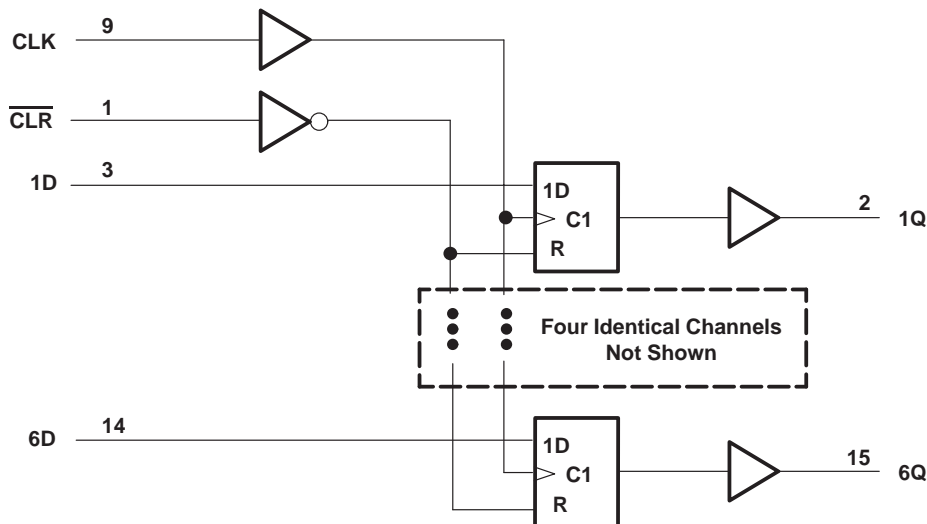 CLK 9
C̅L̅R̅ 1
1D 3
1D
C1
R
2 1Q
Four Identical Channels
Not Shown
6D 14
1D
C1
R
15 6Q